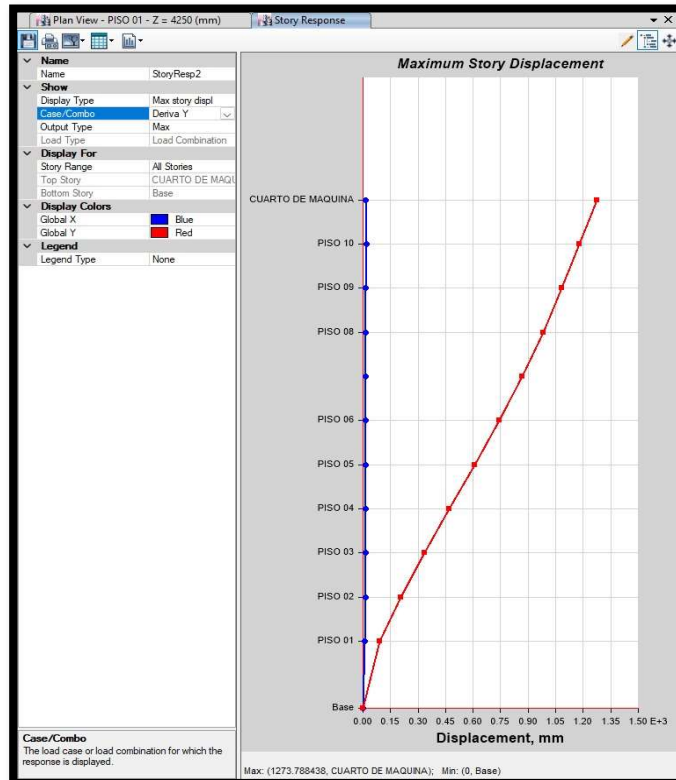 Plan View - PISO 01 - Z = 4250 (mm)
Story Response
Name
Name StoryResp2
Show
Display Type Max story displ
Case/Combo Deriva Y
Output Type Max
Load Type Load Combination
Display For
Story Range All Stories
Top Story CUARTO DE MAQU
Bottom Story Base
Display Colors
Global X Blue
Global Y Red
Legend
Legend Type None
Case/Combo
The load case or load combination for which the
response is displayed.
Maximum Story Displacement
CUARTO DE MAQUINA
PISO 10
PISO 09
PISO 08
PISO 06
PISO 05
PISO 04
PISO 03
PISO 02
PISO 01
Base
0.00 0.15 0.30 0.45 0.60 0.75 0.90 1.05 1.20 1.35 1.50 E+3
Displacement, mm
Max: (1273.788438, CUARTO DE MAQUINA); Min: (0, Base)